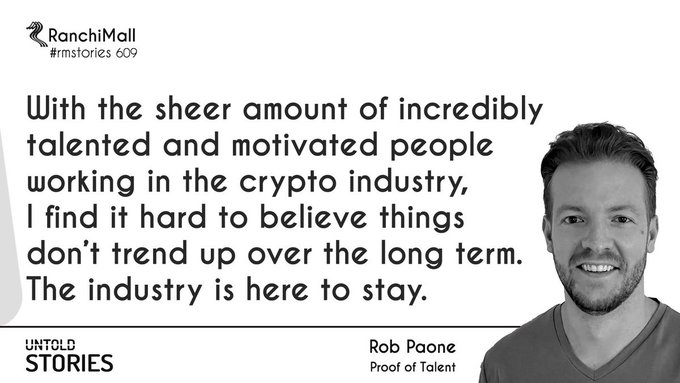 RanchiMall
#rmstories 609
With the sheer amount of incredibly
talented and motivated people
working in the crypto industry,
I find it hard to believe things
don't trend up over the long term.
The industry is here to stay.
UNTOLD
STORIES
Rob Paone
Proof of Talent